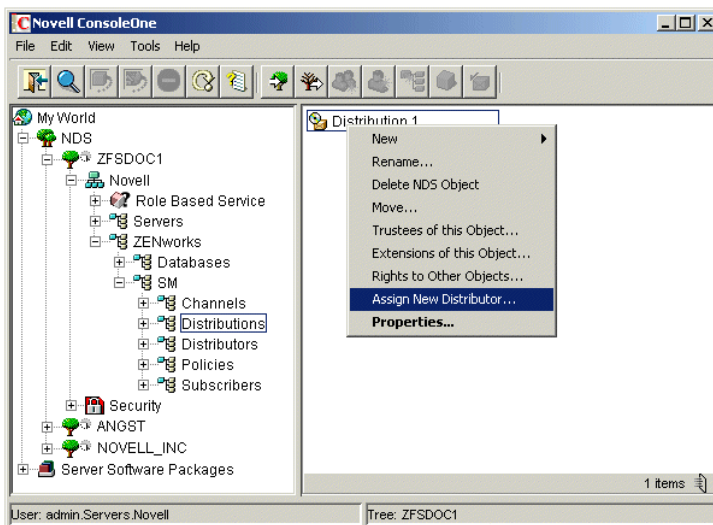 Novell ConsoleOne
File Edit View Tools Help
My World
NDS
ZFSDOC1
Novell
Role Based Service
Servers
ZENworks
Databases
SM
Channels
Distributions
Distributors
Policies
Subscribers
Security
ANGST
NOVELL_INC
Server Software Packages
Distribution 1
New
Rename...
Delete NDS Object
Move...
Trustees of this Object...
Extensions of this Object...
Rights to Other Objects...
Assign New Distributor...
Properties...
1 items
User: admin.Servers.Novell
Tree: ZFSDOC1